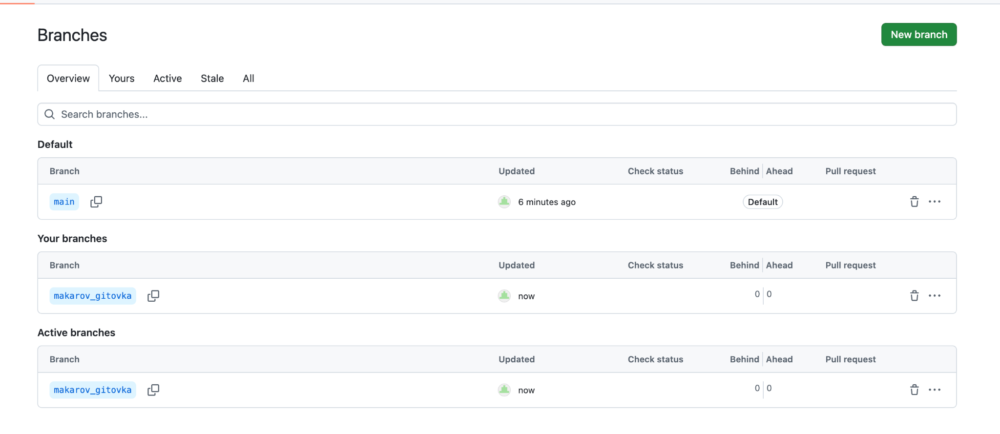 Branches
New branch
Overview Yours Active Stale All
Search branches...
Default
Branch Updated Check status Behind Ahead Pull request
main 6 minutes ago Default
Your branches
Branch Updated Check status Behind Ahead Pull request
makarov_gitovka now 0 0
Active branches
Branch Updated Check status Behind Ahead Pull request
makarov_gitovka now 0 0